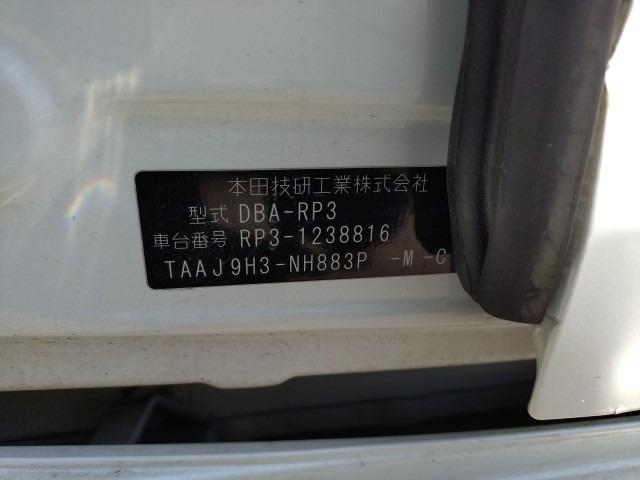 本田技研工業株式会社
型式 DBA-RP3
車台番号 RP3-1238816
TAAJ9H3-NH883P -M -C